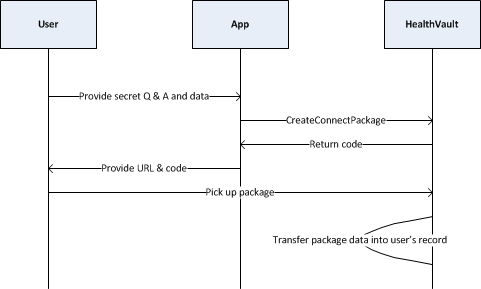 User
App
HealthVault
Provide secret Q & A and data
CreateConnectPackage
Return code
Provide URL & code
Pick up package
Transfer package data into user's record